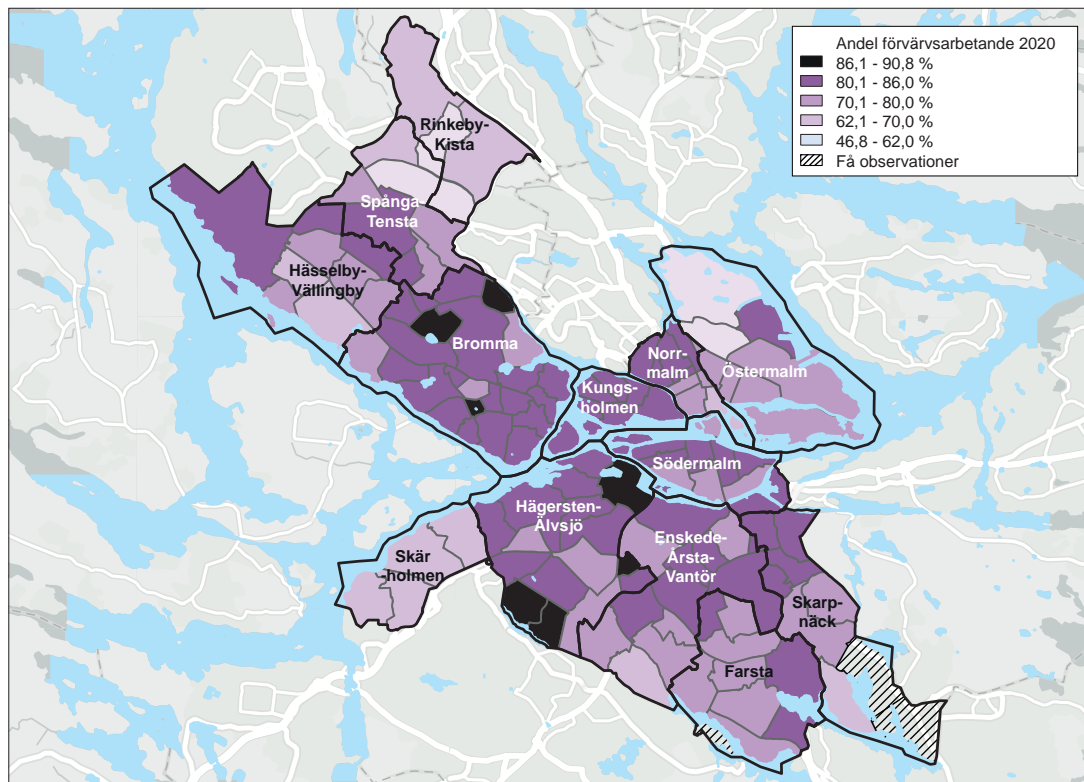 Andel förvärvsarbetande 2020
86,1 - 90,8 %
80,1 - 86,0 %
70,1 - 80,0 %
62,1 - 70,0 %
46,8 - 62,0 %
Få observationer
Rinkeby-
Kista
Spånga-
Tensta
Hässelby-
Vällingby
Bromma
Norr-
malm
Östermalm
Kungs-
holmen
Södermalm
Hägersten-
Älvsjö
Enskede-
Årsta-
Vantör
Skär
-holmen
Skarp-
näck
Farsta